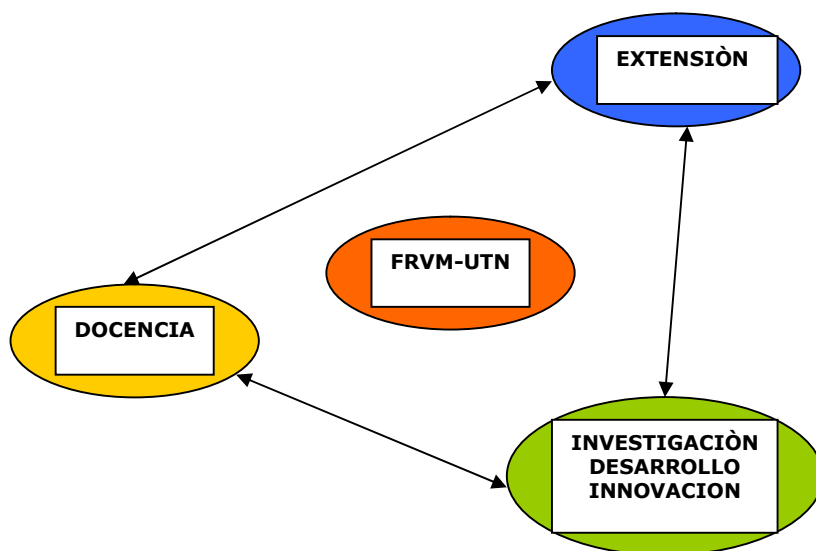 EXTENSIÒN
FRVM-UTN
DOCENCIA
INVESTIGACIÒN
DESARROLLO
INNOVACION